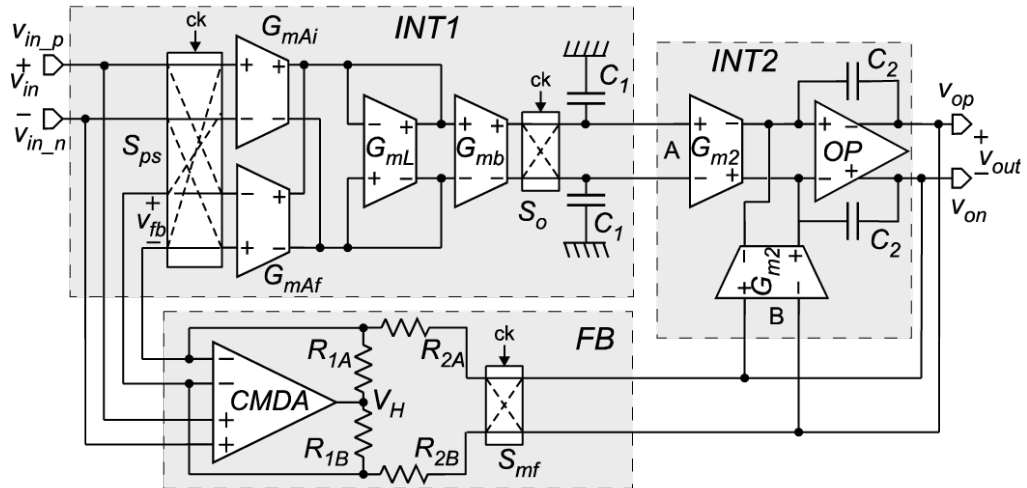 INT1
v_in_p
+
v_in
−
v_in_n
ck
S_ps
G_mAi
+ +
− −
− +
+ −
G_mAf
+
v_fb
−
− +
G_mL
+ −
+ +
G_mb
− −
ck
S_o
C_1
C_1
INT2
A
+ −
G_m2
− +
C_2
+ −
OP
− +
C_2
v_op
+
v_out
−
v_on
− +
G_m2
+ −
B
FB
−
−
CMDA
+
+
R_1A
R_2A
V_H
R_1B
R_2B
ck
S_mf